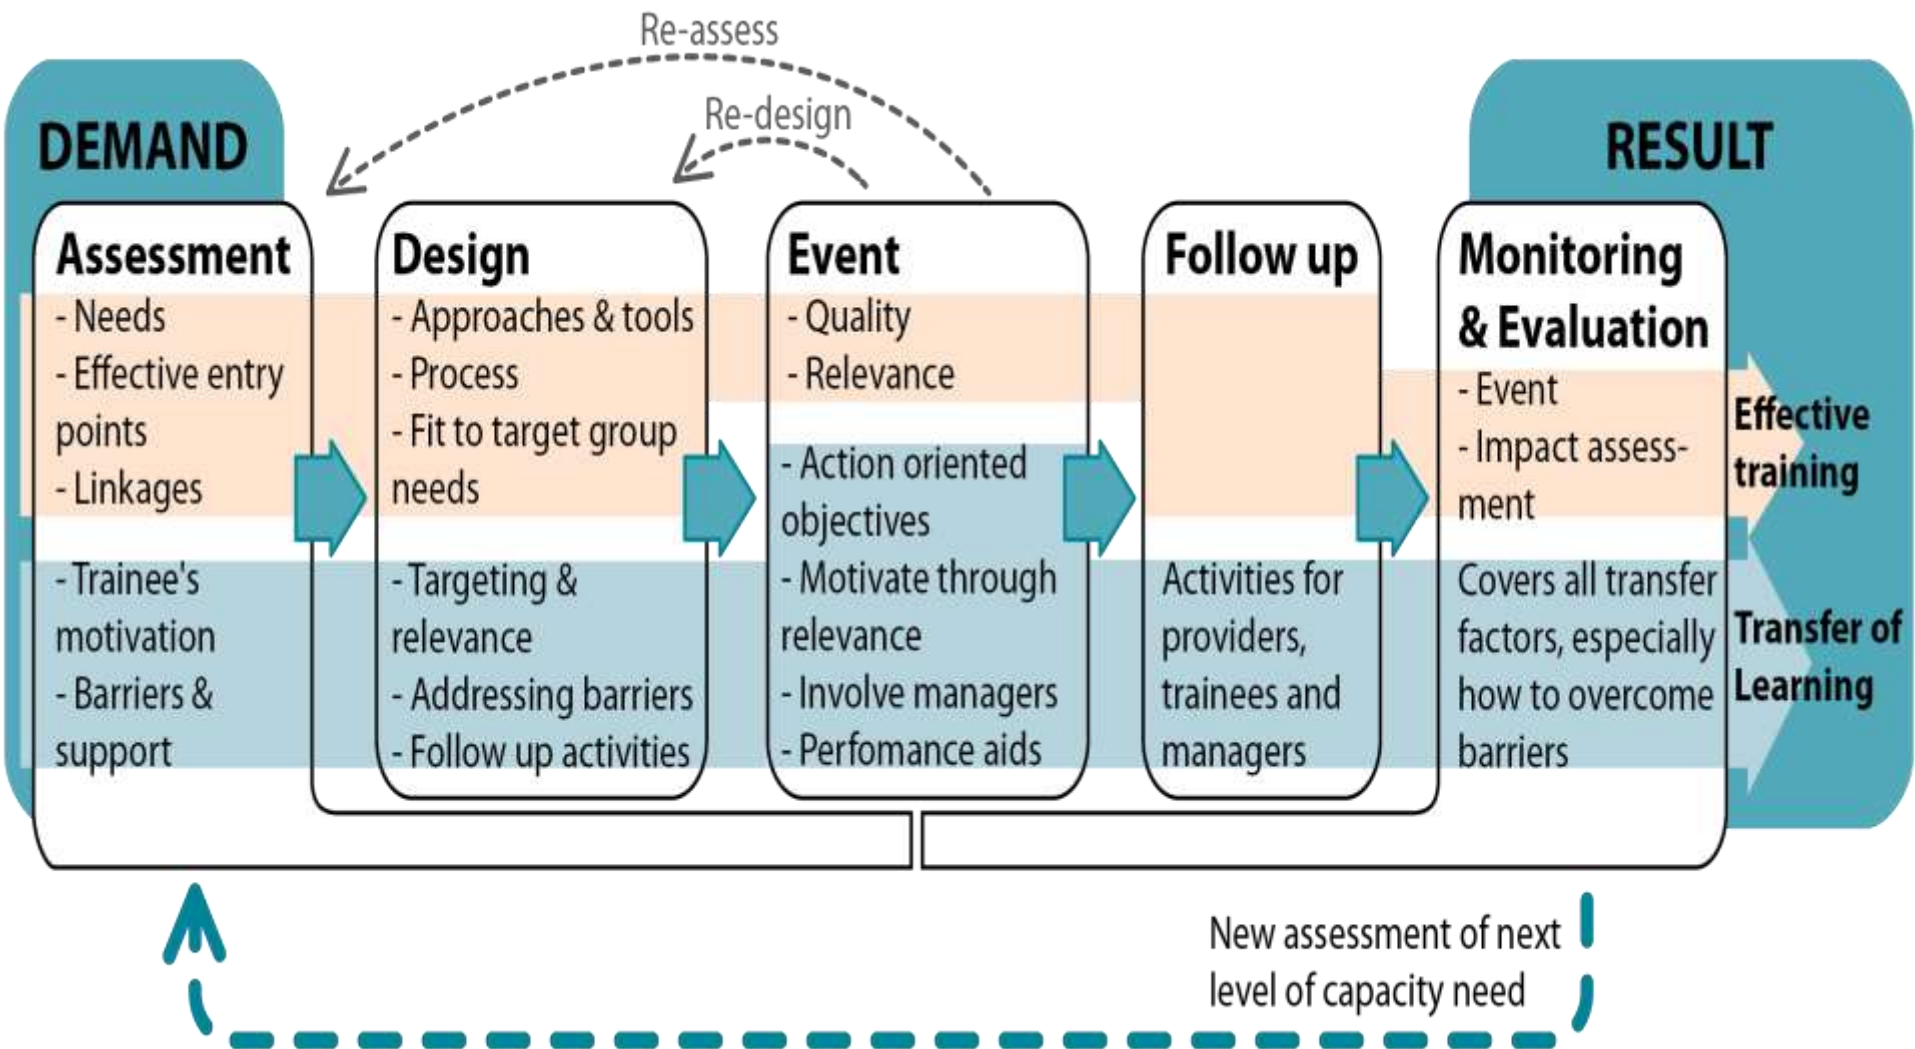 Re-assess
Re-design
DEMAND
RESULT
Assessment
- Needs
- Effective entry
points
- Linkages
- Trainee's
motivation
- Barriers &
support
Design
- Approaches & tools
- Process
- Fit to target group
needs
- Targeting &
relevance
- Addressing barriers
- Follow up activities
Event
- Quality
- Relevance
- Action oriented
objectives
- Motivate through
relevance
- Involve managers
- Perfomance aids
Follow up
Activities for
providers,
trainees and
managers
Monitoring
& Evaluation
- Event
- Impact assess-
ment
Covers all transfer
factors, especially
how to overcome
barriers
Effective
training
Transfer of
Learning
New assessment of next
level of capacity need